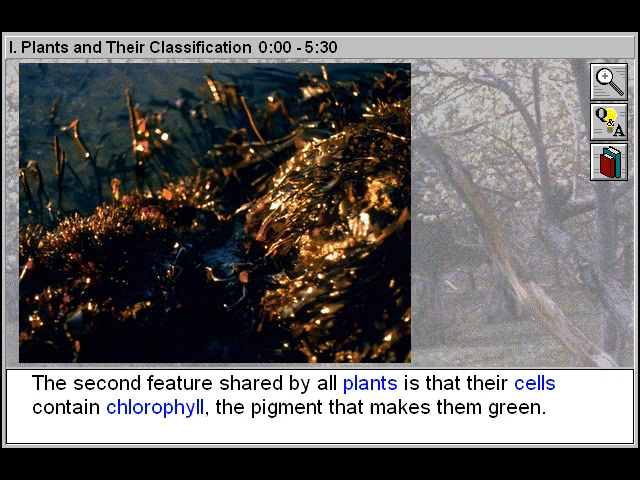 I. Plants and Their Classification 0:00 - 5:30
Q&A
The second feature shared by all plants is that their cells
contain chlorophyll, the pigment that makes them green.